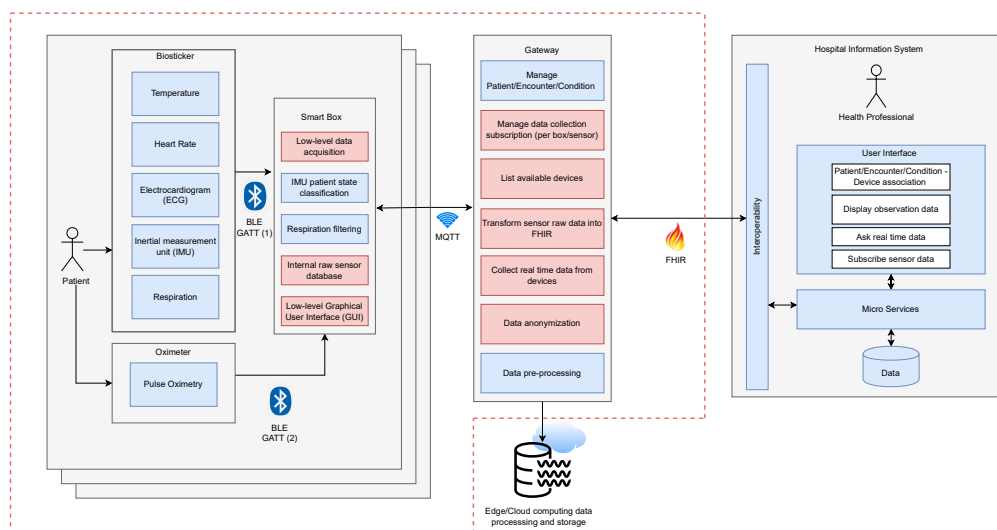 Biosticker
Temperature
Heart Rate
Electrocardiogram
(ECG)
Inertial measurement
unit (IMU)
Respiration
Patient
Oximeter
Pulse Oximetry
BLE
GATT (1)
BLE
GATT (2)
Smart Box
Low-level data
acquisition
IMU patient state
classification
Respiration filtering
Internal raw sensor
database
Low-level Graphical
User Interface (GUI)
MQTT
Gateway
Manage
Patient/Encounter/Condition
Manage data collection
subscription (per box/sensor)
List available devices
Transform sensor raw data into
FHIR
Collect real time data from
devices
Data anonymization
Data pre-processing
Edge/Cloud computing data
processsing and storage
FHIR
Hospital Information System
Health Professional
Interoperability
User Interface
Patient/Encounter/Condition -
Device association
Display observation data
Ask real time data
Subscribe sensor data
Micro Services
Data